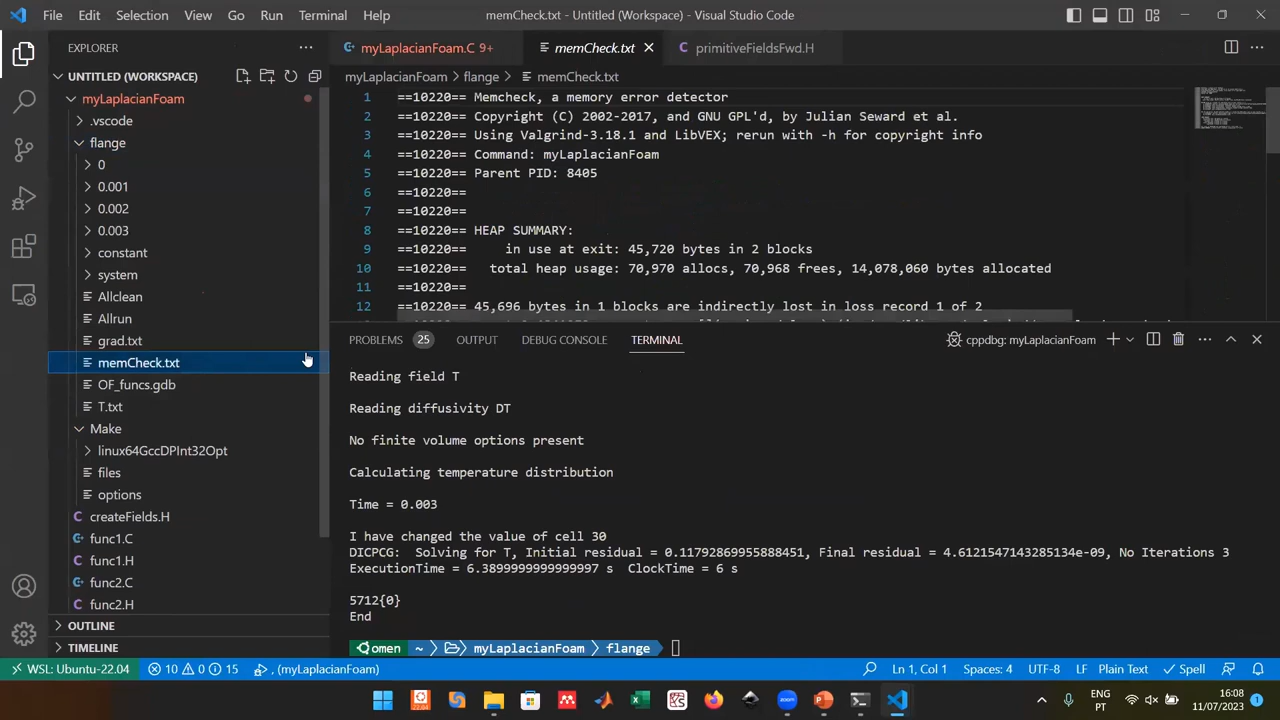 File Edit Selection View Go Run Terminal Help
memCheck.txt - Untitled (Workspace) - Visual Studio Code
EXPLORER
UNTITLED (WORKSPACE)
myLaplacianFoam
.vscode
flange
0
0.001
0.002
0.003
constant
system
Allclean
Allrun
grad.txt
memCheck.txt
OF_funcs.gdb
T.txt
Make
linux64GccDPInt32Opt
files
options
createFields.H
func1.C
func1.H
func2.C
func2.H
OUTLINE
TIMELINE
myLaplacianFoam.C 9+
memCheck.txt
primitiveFieldsFwd.H
myLaplacianFoam > flange > memCheck.txt
1 ==10220== Memcheck, a memory error detector
2 ==10220== Copyright (C) 2002-2017, and GNU GPL'd, by Julian Seward et al.
3 ==10220== Using Valgrind-3.18.1 and LibVEX; rerun with -h for copyright info
4 ==10220== Command: myLaplacianFoam
5 ==10220== Parent PID: 8405
6 ==10220==
7 ==10220==
8 ==10220== HEAP SUMMARY:
9 ==10220== in use at exit: 45,720 bytes in 2 blocks
10 ==10220== total heap usage: 70,970 allocs, 70,968 frees, 14,078,060 bytes allocated
11 ==10220==
12 ==10220== 45,696 bytes in 1 blocks are indirectly lost in loss record 1 of 2
PROBLEMS 25 OUTPUT DEBUG CONSOLE TERMINAL
cppdbg: myLaplacianFoam
Reading field T
Reading diffusivity DT
No finite volume options present
Calculating temperature distribution
Time = 0.003
I have changed the value of cell 30
DICPCG: Solving for T, Initial residual = 0.11792869955888451, Final residual = 4.6121547143285134e-09, No Iterations 3
ExecutionTime = 6.3899999999999997 s ClockTime = 6 s
5712{0}
End
omen ~ myLaplacianFoam flange
WSL: Ubuntu-22.04 10 0 15 , (myLaplacianFoam)
Ln 1, Col 1 Spaces: 4 UTF-8 LF Plain Text Spell
ENG
PT
16:08
11/07/2023